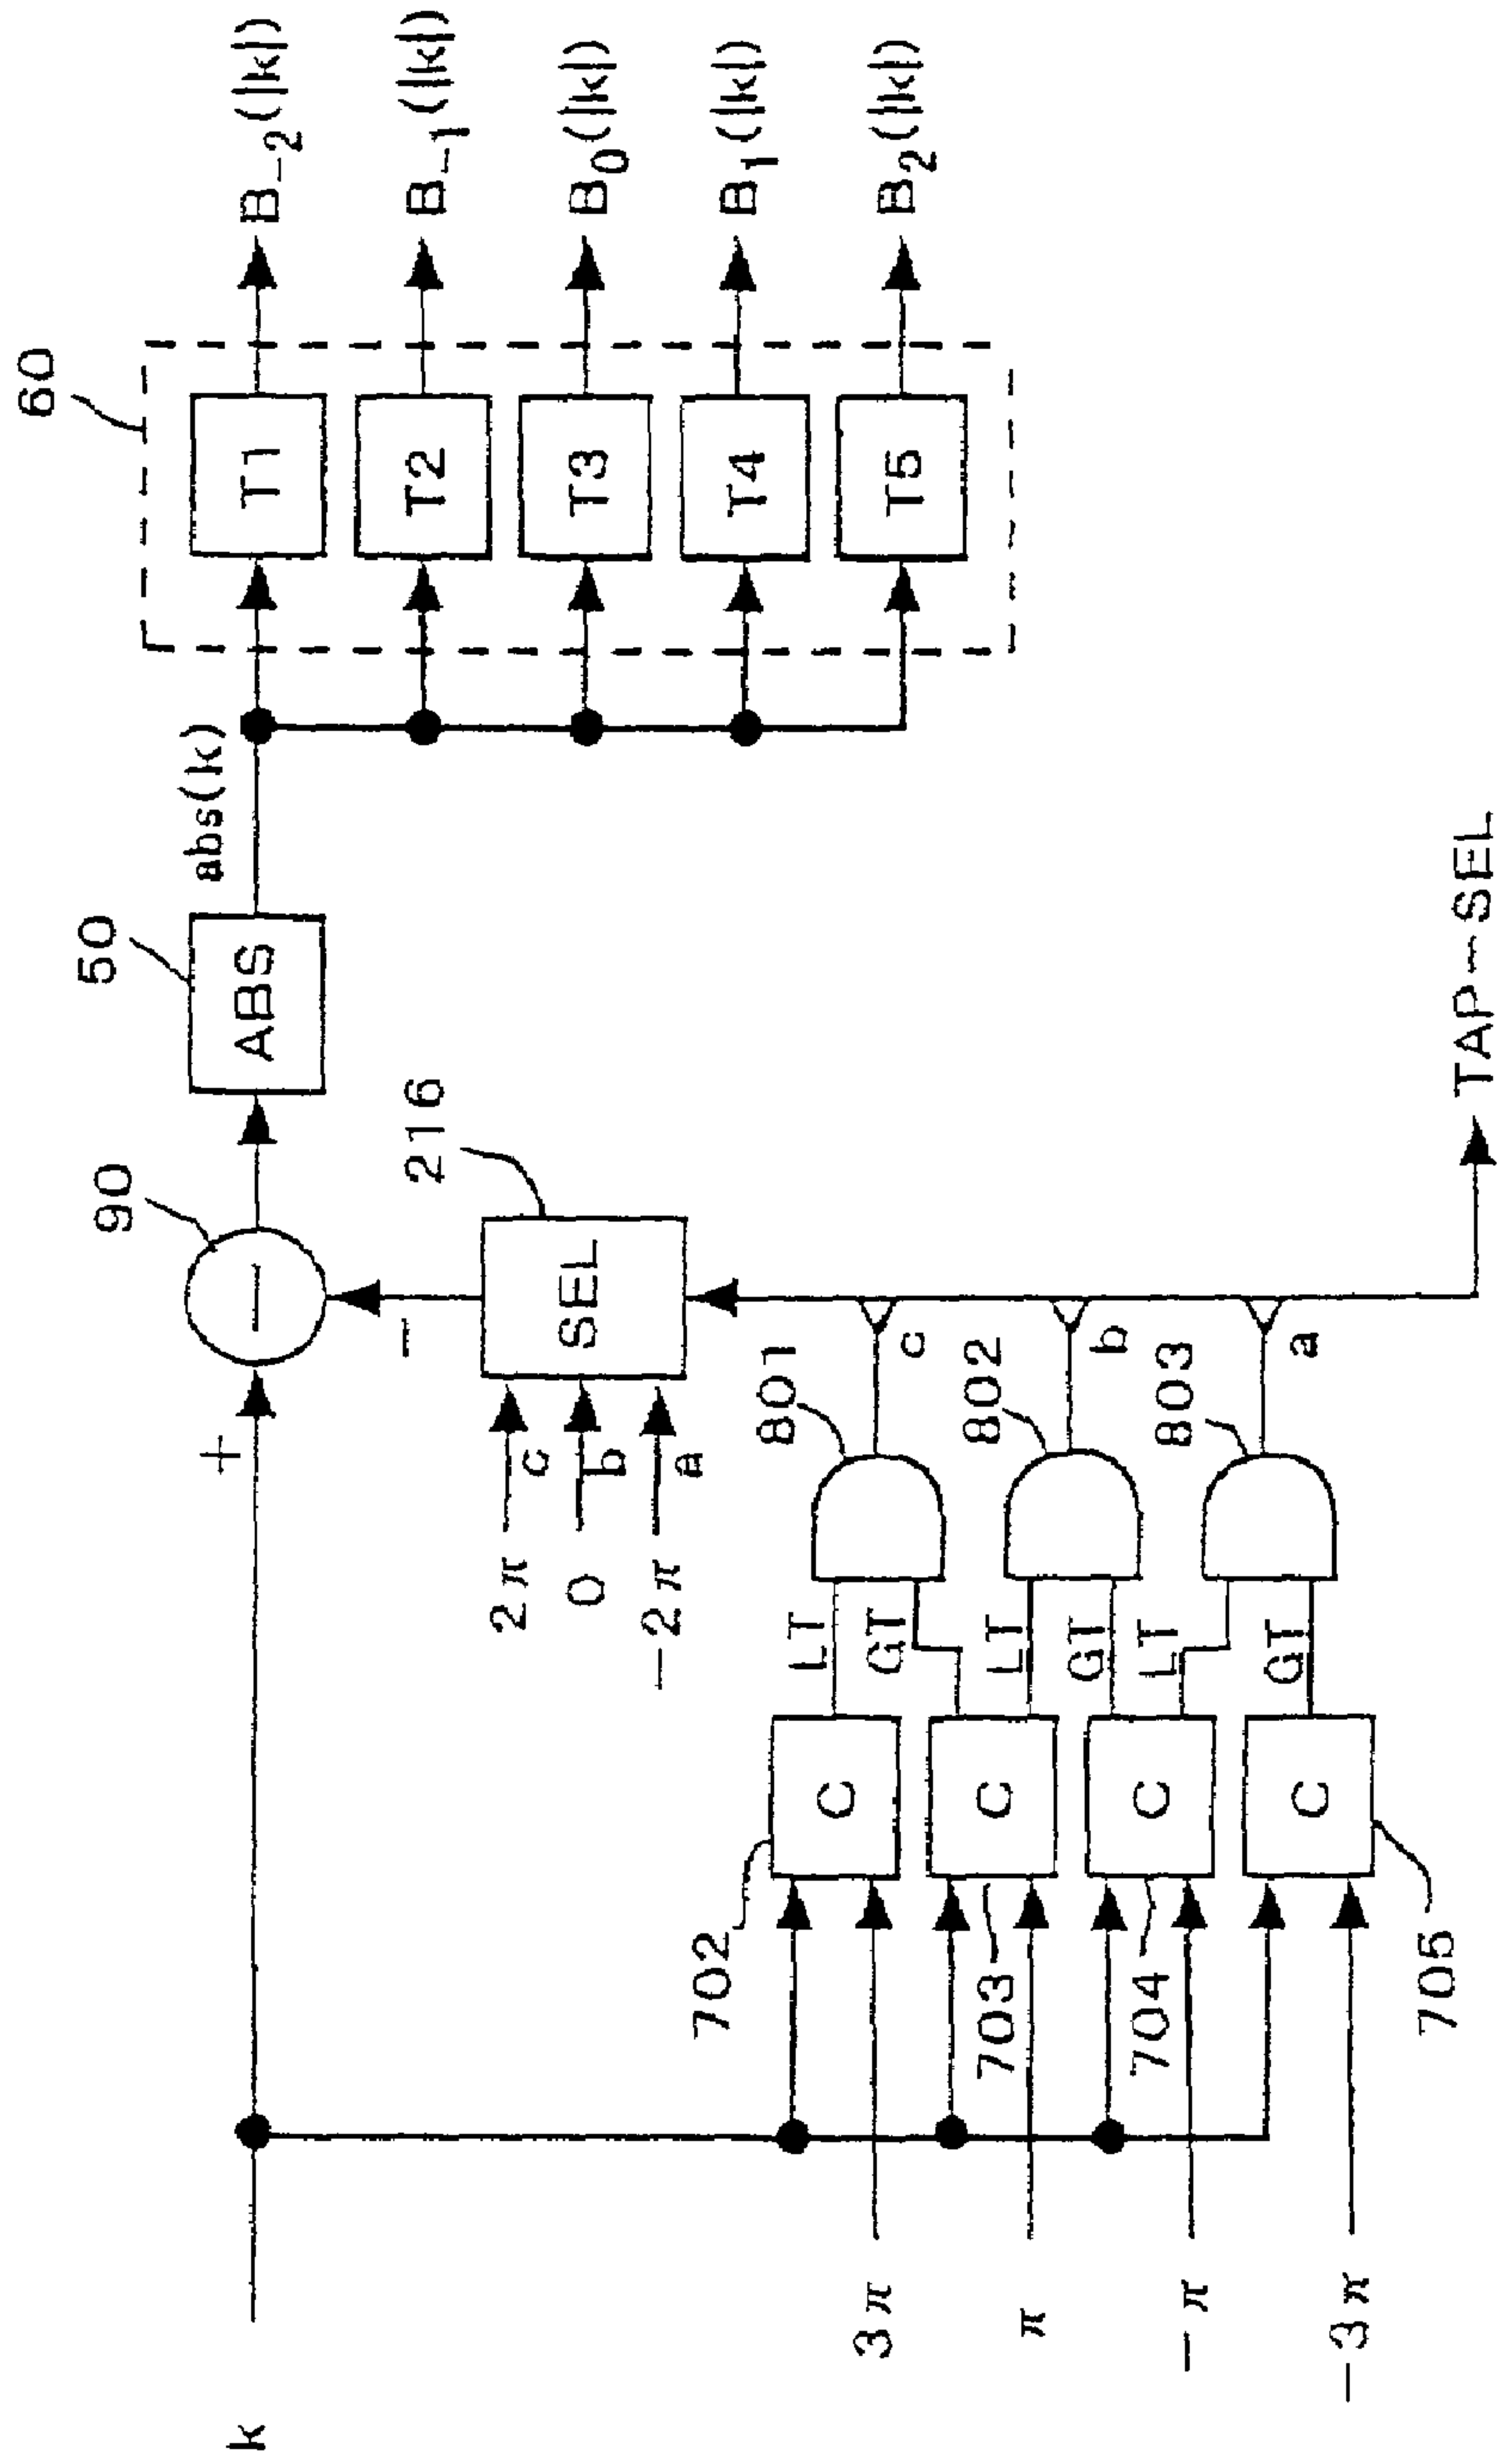 k
+
90
50
ABS
abs(k)
60
T1
T2
T3
T4
T5
B₋₂(|k|)
B₋₁(|k|)
B₀(|k|)
B₁(|k|)
B₂(|k|)
2π
c
0
b
−2π
a
−
SEL
216
3π
π
−π
−3π
702
C
703
C
704
C
705
C
LT
GT
LT
GT
LT
GT
801
c
802
b
803
a
TAP-SEL